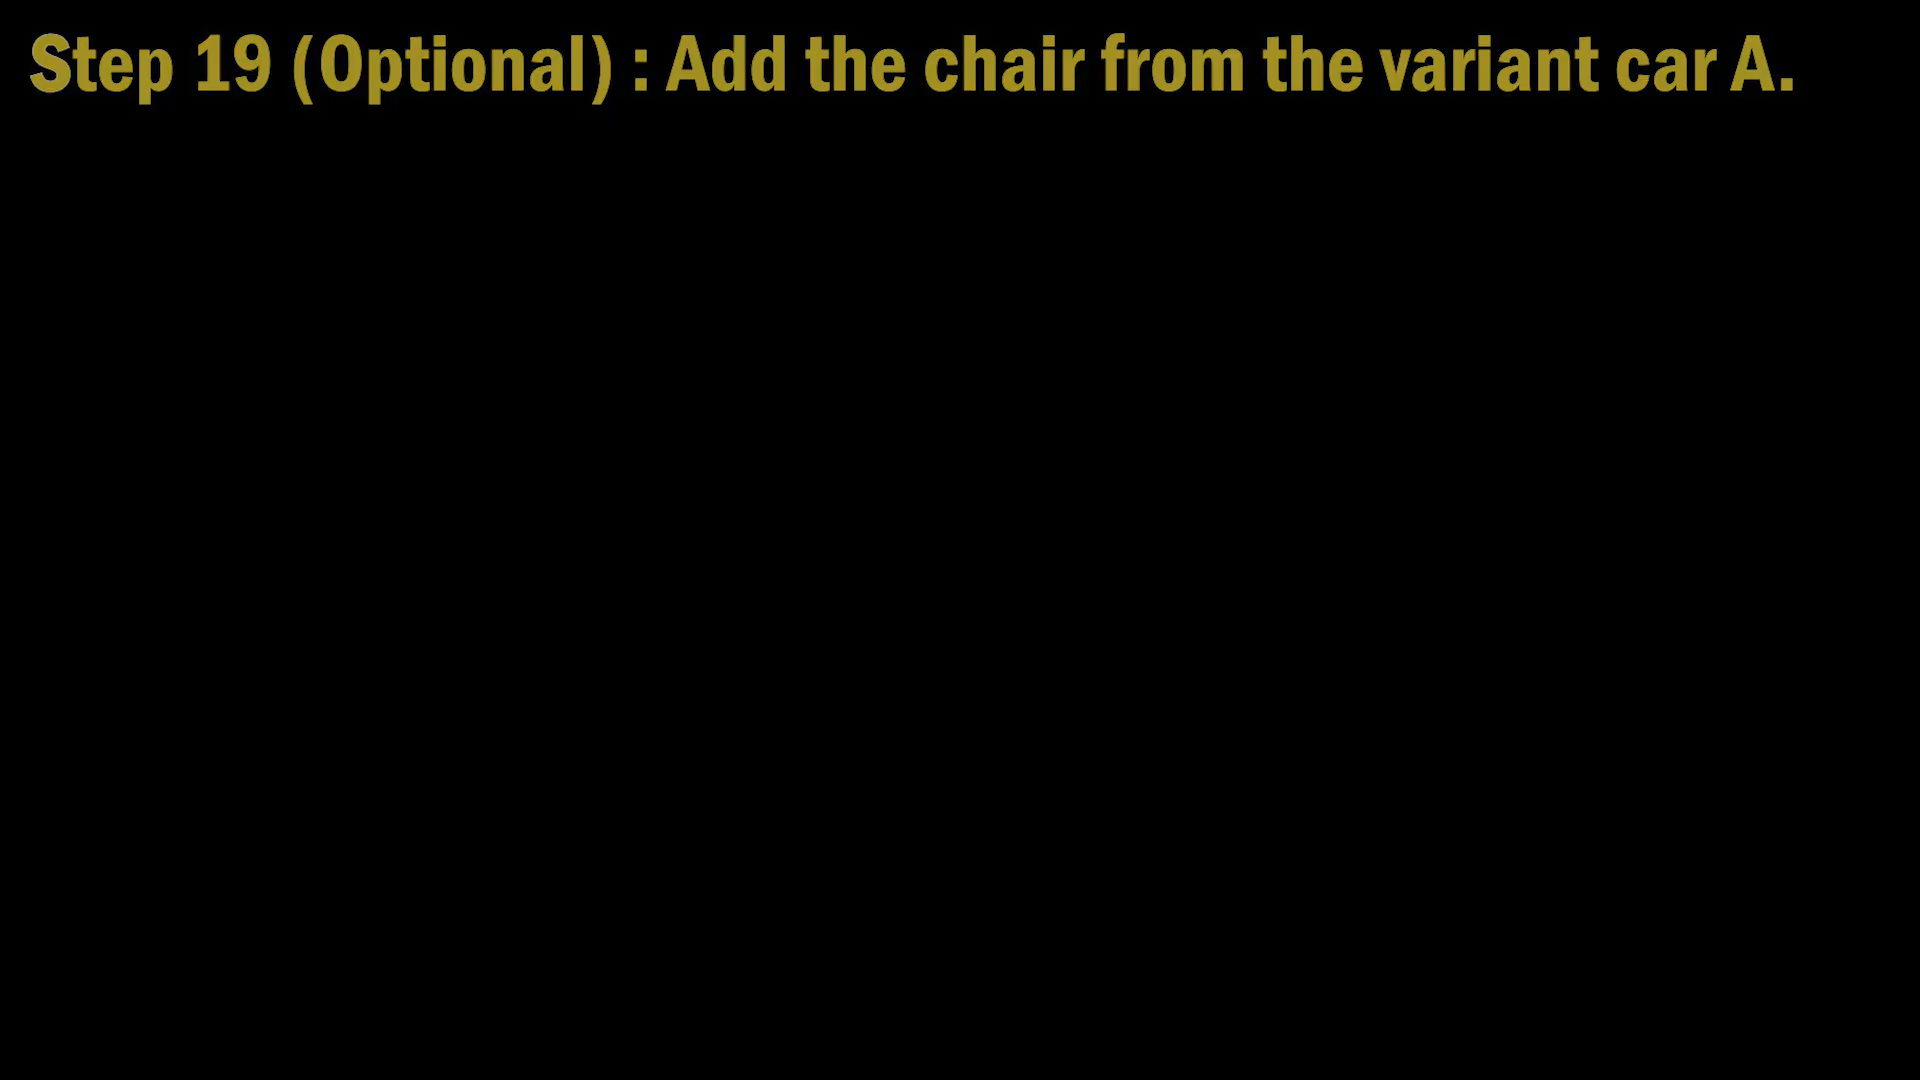 Step 19 (Optional) : Add the chair from the variant car A.